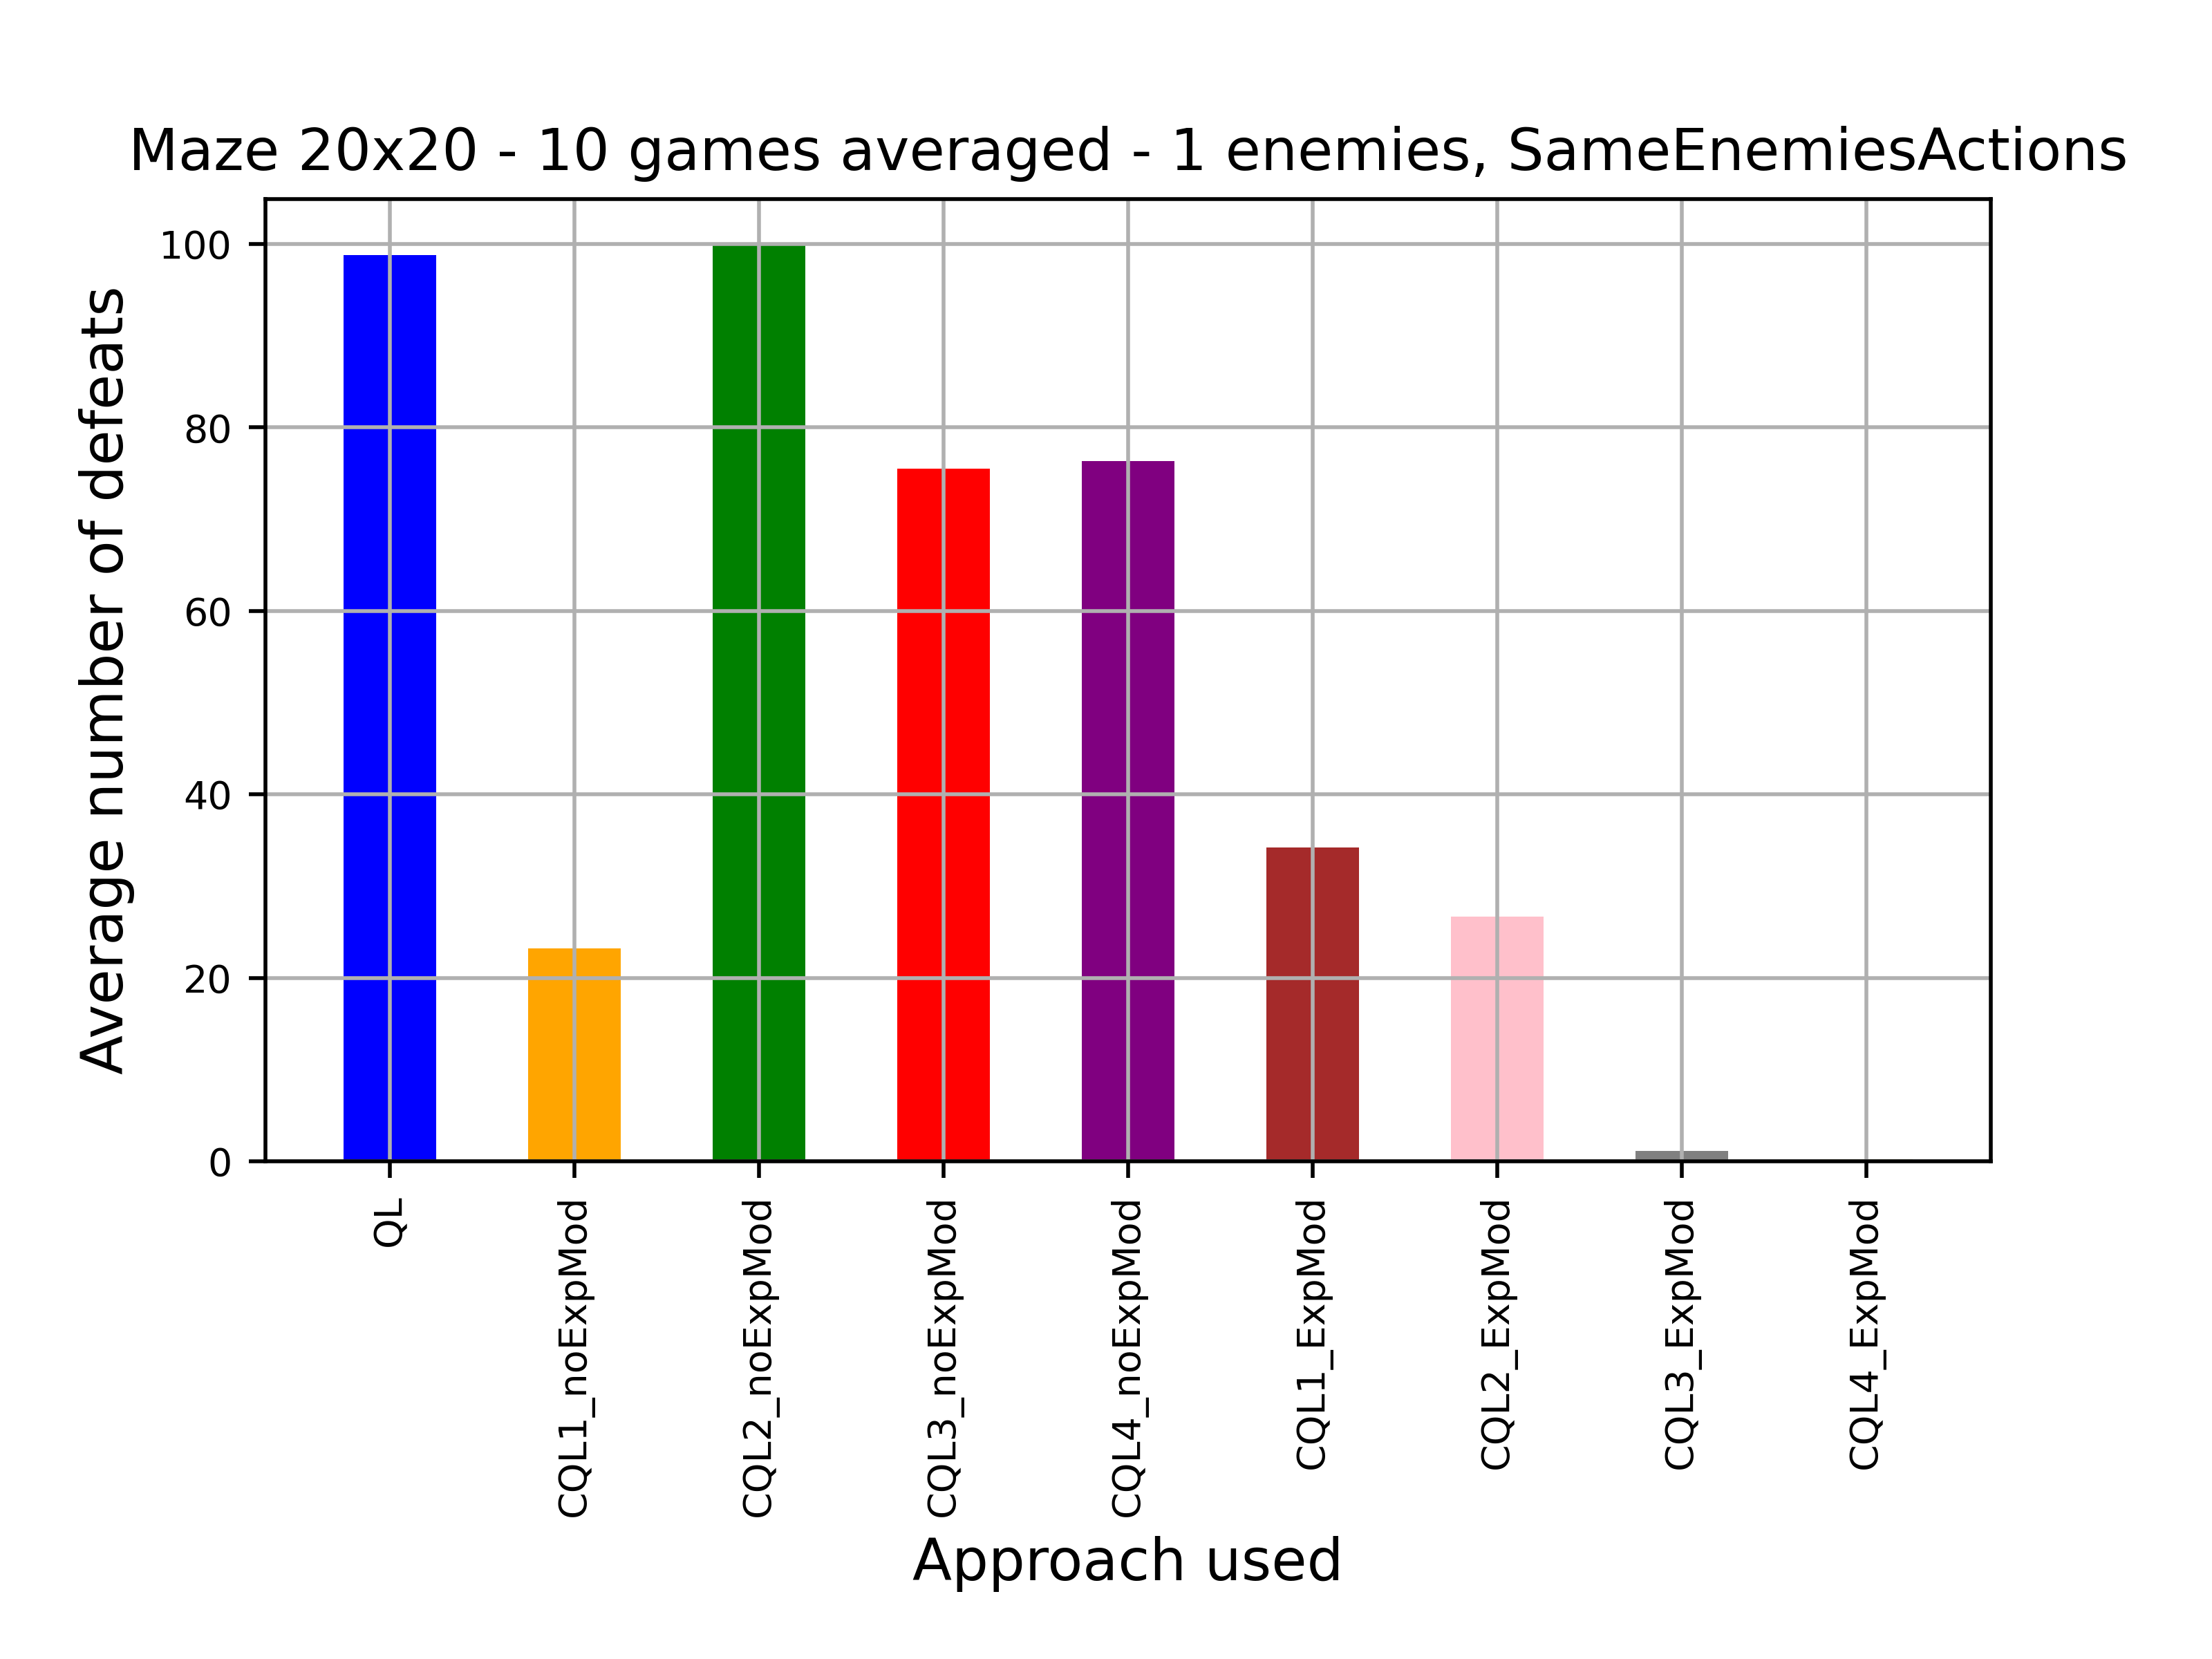 Maze 20x20 - 10 games averaged - 1 enemies, SameEnemiesActions
Average number of defeats
100
80
60
40
20
0
QL
CQL1_noExpMod
CQL2_noExpMod
CQL3_noExpMod
CQL4_noExpMod
CQL1_ExpMod
CQL2_ExpMod
CQL3_ExpMod
CQL4_ExpMod
Approach used